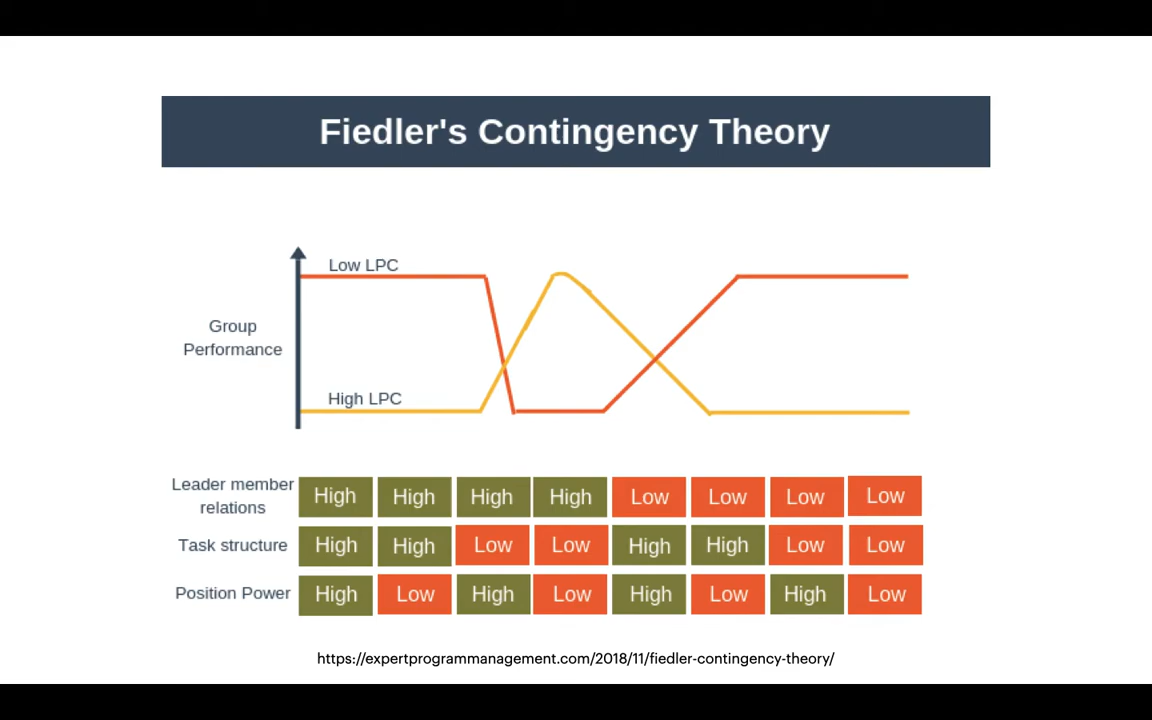 Fiedler's Contingency Theory
Low LPC
Group
Performance
High LPC
Leader member
relations
High High High High Low Low Low Low
Task structure High High Low Low High High Low Low
Position Power High Low High Low High Low High Low
https://expertprogrammanagement.com/2018/11/fiedler-contingency-theory/